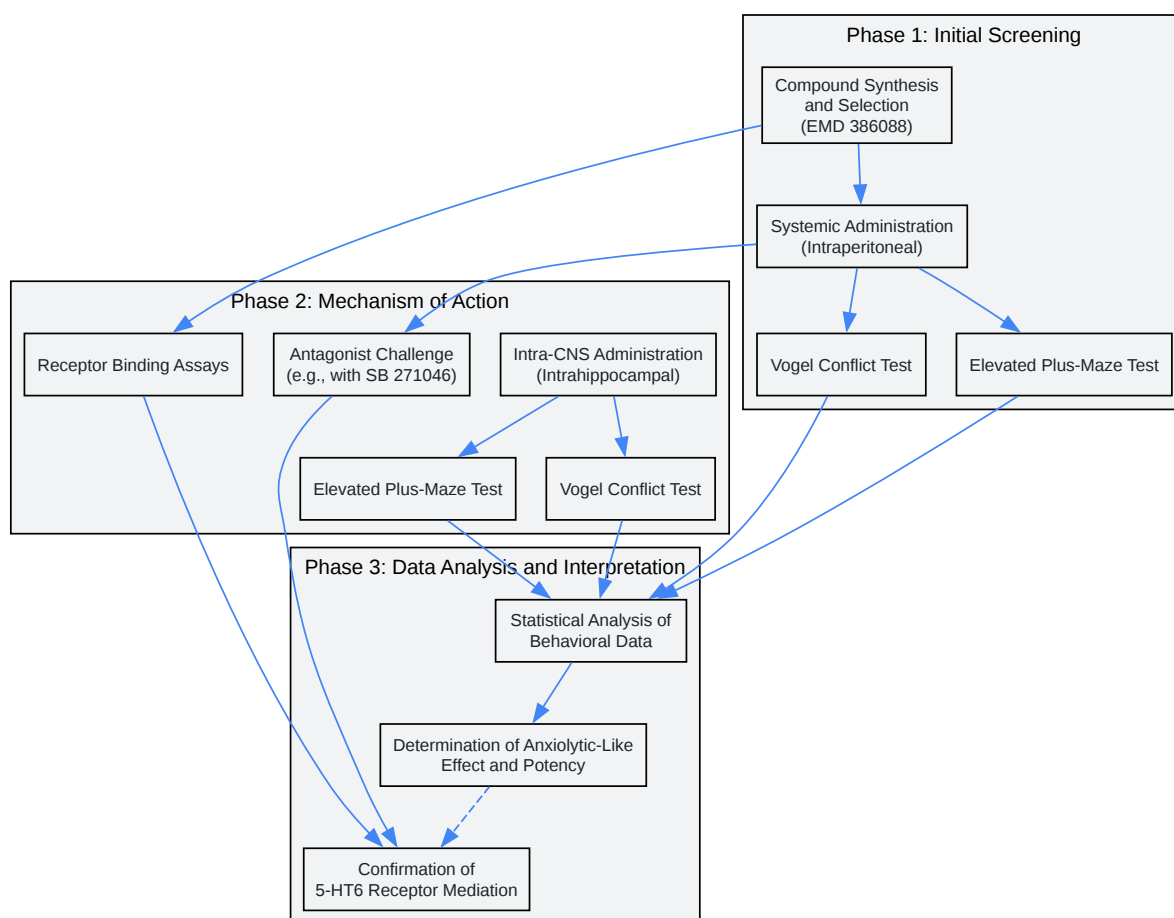 Phase 1: Initial Screening
Compound Synthesis
and Selection
(EMD 386088)
Systemic Administration
(Intraperitoneal)
Vogel Conflict Test
Elevated Plus-Maze Test
Phase 2: Mechanism of Action
Receptor Binding Assays
Antagonist Challenge
(e.g., with SB 271046)
Intra-CNS Administration
(Intrahippocampal)
Elevated Plus-Maze Test
Vogel Conflict Test
Phase 3: Data Analysis and Interpretation
Statistical Analysis of
Behavioral Data
Determination of Anxiolytic-Like
Effect and Potency
Confirmation of
5-HT6 Receptor Mediation